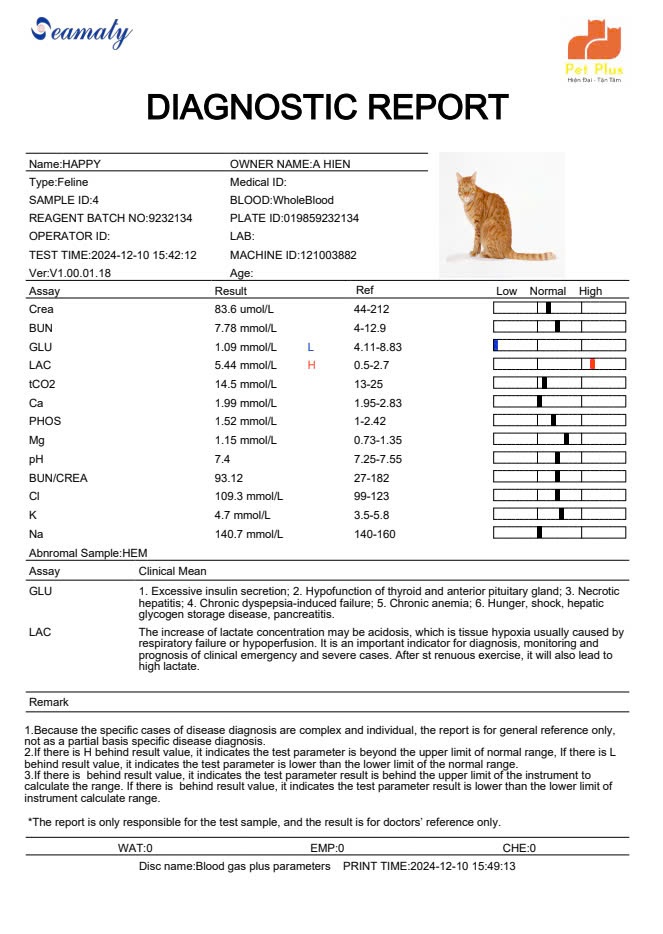 Seamaty
Pet Plus
Hiện Đại - Tận Tâm
DIAGNOSTIC REPORT
Name:HAPPY OWNER NAME:A HIEN
Type:Feline Medical ID:
SAMPLE ID:4 BLOOD:WholeBlood
REAGENT BATCH NO:9232134 PLATE ID:019859232134
OPERATOR ID: LAB:
TEST TIME:2024-12-10 15:42:12 MACHINE ID:121003882
Ver:V1.00.01.18 Age:
Assay Result Ref Low Normal High
Crea 83.6 umol/L 44-212
BUN 7.78 mmol/L 4-12.9
GLU 1.09 mmol/L L 4.11-8.83
LAC 5.44 mmol/L H 0.5-2.7
tCO2 14.5 mmol/L 13-25
Ca 1.99 mmol/L 1.95-2.83
PHOS 1.52 mmol/L 1-2.42
Mg 1.15 mmol/L 0.73-1.35
pH 7.4 7.25-7.55
BUN/CREA 93.12 27-182
Cl 109.3 mmol/L 99-123
K 4.7 mmol/L 3.5-5.8
Na 140.7 mmol/L 140-160
Abnromal Sample:HEM
Assay Clinical Mean
GLU 1. Excessive insulin secretion; 2. Hypofunction of thyroid and anterior pituitary gland; 3. Necrotic
hepatitis; 4. Chronic dyspepsia-induced failure; 5. Chronic anemia; 6. Hunger, shock, hepatic
glycogen storage disease, pancreatitis.
LAC The increase of lactate concentration may be acidosis, which is tissue hypoxia usually caused by
respiratory failure or hypoperfusion. It is an important indicator for diagnosis, monitoring and
prognosis of clinical emergency and severe cases. After st renuous exercise, it will also lead to
high lactate.
Remark
1.Because the specific cases of disease diagnosis are complex and individual, the report is for general reference only,
not as a partial basis specific disease diagnosis.
2.If there is H behind result value, it indicates the test parameter is beyond the upper limit of normal range, If there is L
behind result value, it indicates the test parameter is lower than the lower limit of the normal range.
3.If there is behind result value, it indicates the test parameter result is behind the upper limit of the instrument to
calculate the range. If there is behind result value, it indicates the test parameter result is lower than the lower limit of
instrument calculate range.
*The report is only responsible for the test sample, and the result is for doctors' reference only.
WAT:0 EMP:0 CHE:0
Disc name:Blood gas plus parameters PRINT TIME:2024-12-10 15:49:13